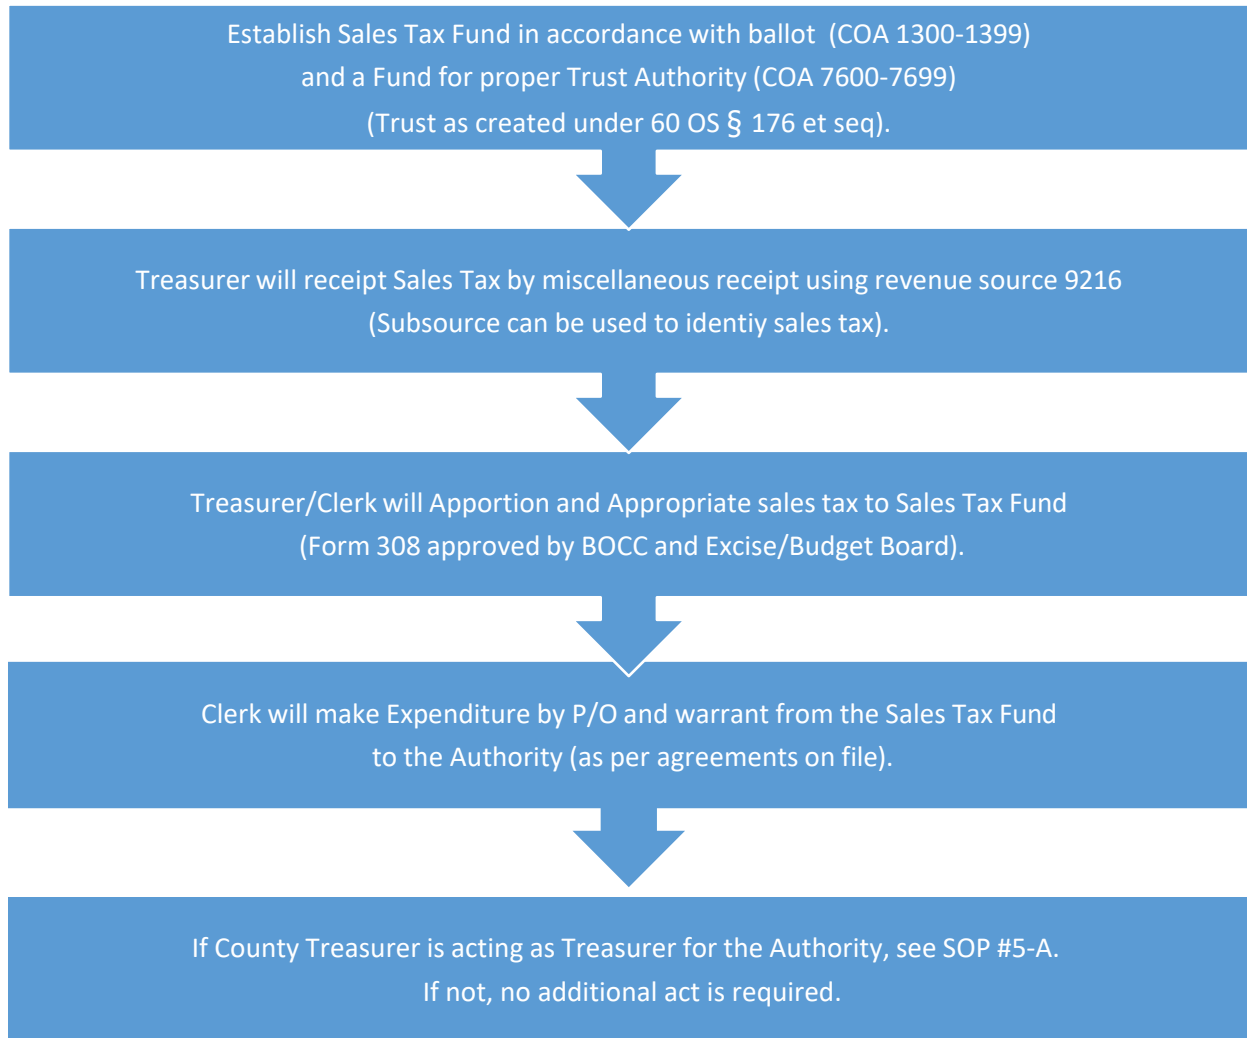 Establish Sales Tax Fund in accordance with ballot  (COA 1300-1399)
and a Fund for proper Trust Authority (COA 7600-7699)
(Trust as created under 60 OS § 176 et seq).
Treasurer will receipt Sales Tax by miscellaneous receipt using revenue source 9216
(Subsource can be used to identiy sales tax).
Treasurer/Clerk will Apportion and Appropriate sales tax to Sales Tax Fund
(Form 308 approved by BOCC and Excise/Budget Board).
Clerk will make Expenditure by P/O and warrant from the Sales Tax Fund
to the Authority (as per agreements on file).
If County Treasurer is acting as Treasurer for the Authority, see SOP #5-A.
If not, no additional act is required.